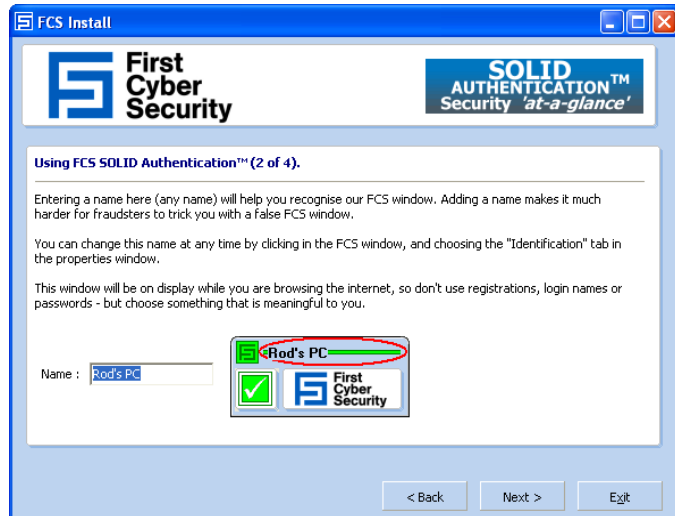 FCS Install
First
Cyber
Security
SOLID
AUTHENTICATION™
Security 'at-a-glance'
Using FCS SOLID Authentication™ (2 of 4).
Entering a name here (any name) will help you recognise our FCS window. Adding a name makes it much
harder for fraudsters to trick you with a false FCS window.
You can change this name at any time by clicking in the FCS window, and choosing the "Identification" tab in
the properties window.
This window will be on display while you are browsing the internet, so don't use registrations, login names or
passwords - but choose something that is meaningful to you.
Name : Rod's PC
Rod's PC
First
Cyber
Security
< Back Next > Exit